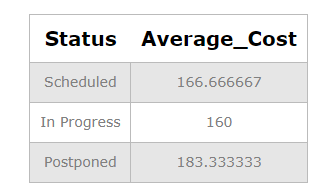 Status Average_Cost
Scheduled 166.666667
In Progress 160
Postponed 183.333333